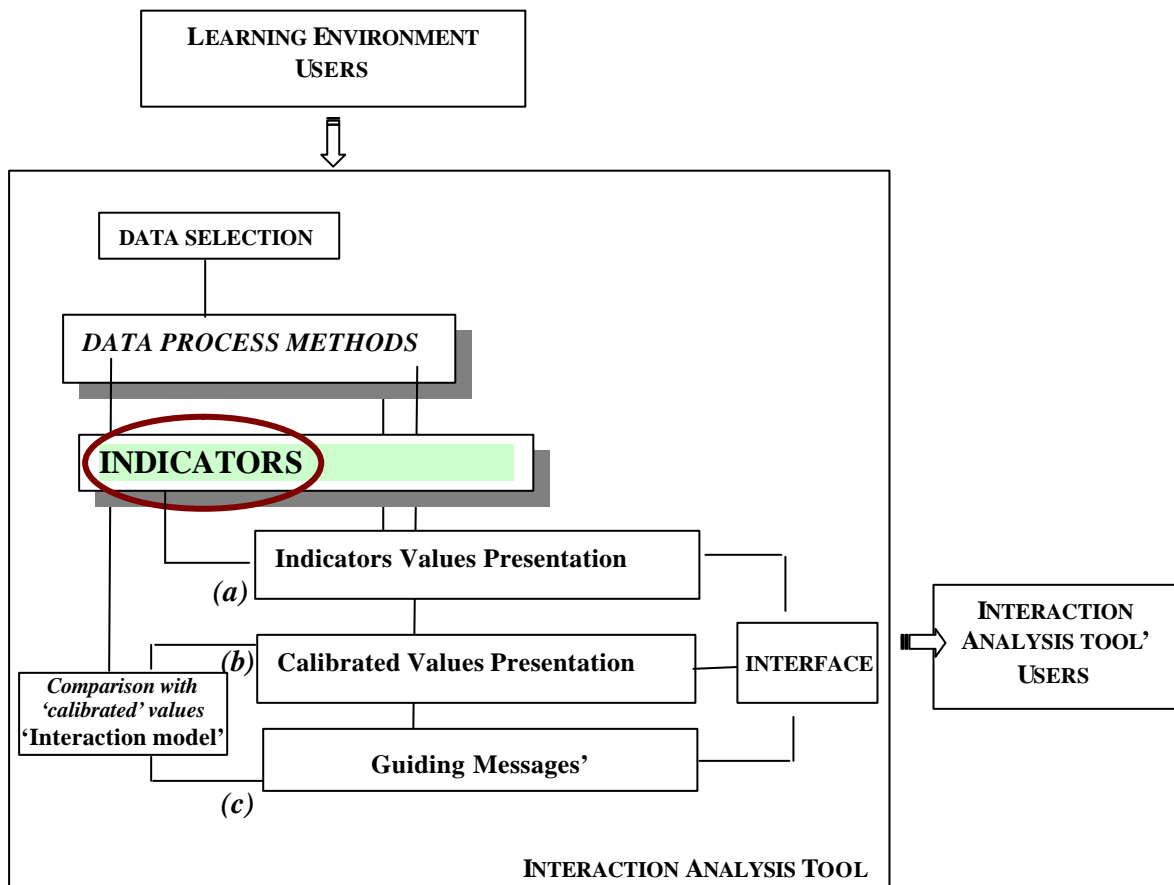 LEARNING ENVIRONMENT
USERS
DATA SELECTION
DATA PROCESS METHODS
INDICATORS
Indicators Values Presentation
(a)
(b)
Calibrated Values Presentation
INTERFACE
INTERACTION
ANALYSIS TOOL’
USERS
Comparison with
‘calibrated’ values
‘Interaction model’
Guiding Messages’
(c)
INTERACTION ANALYSIS TOOL